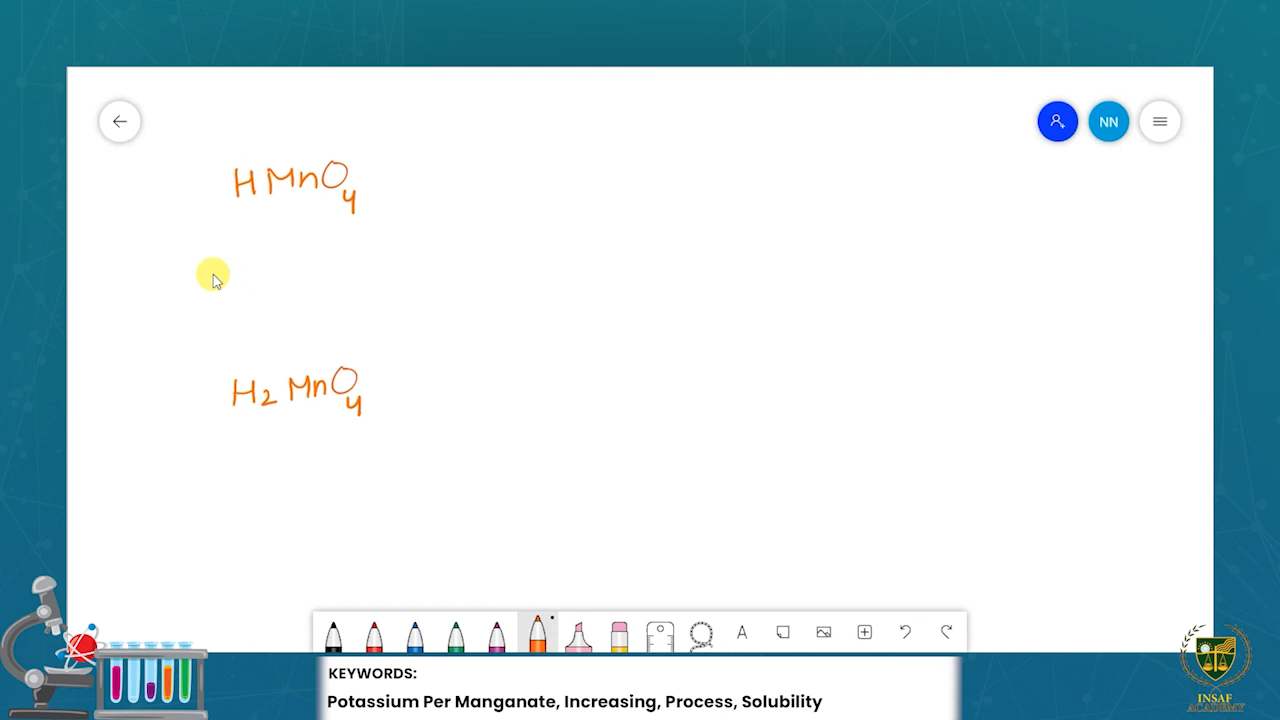 NN
HMnO4
H2MnO4
A
KEYWORDS:
Potassium Per Manganate, Increasing, Process, Solubility
INSAF
ACADEMY